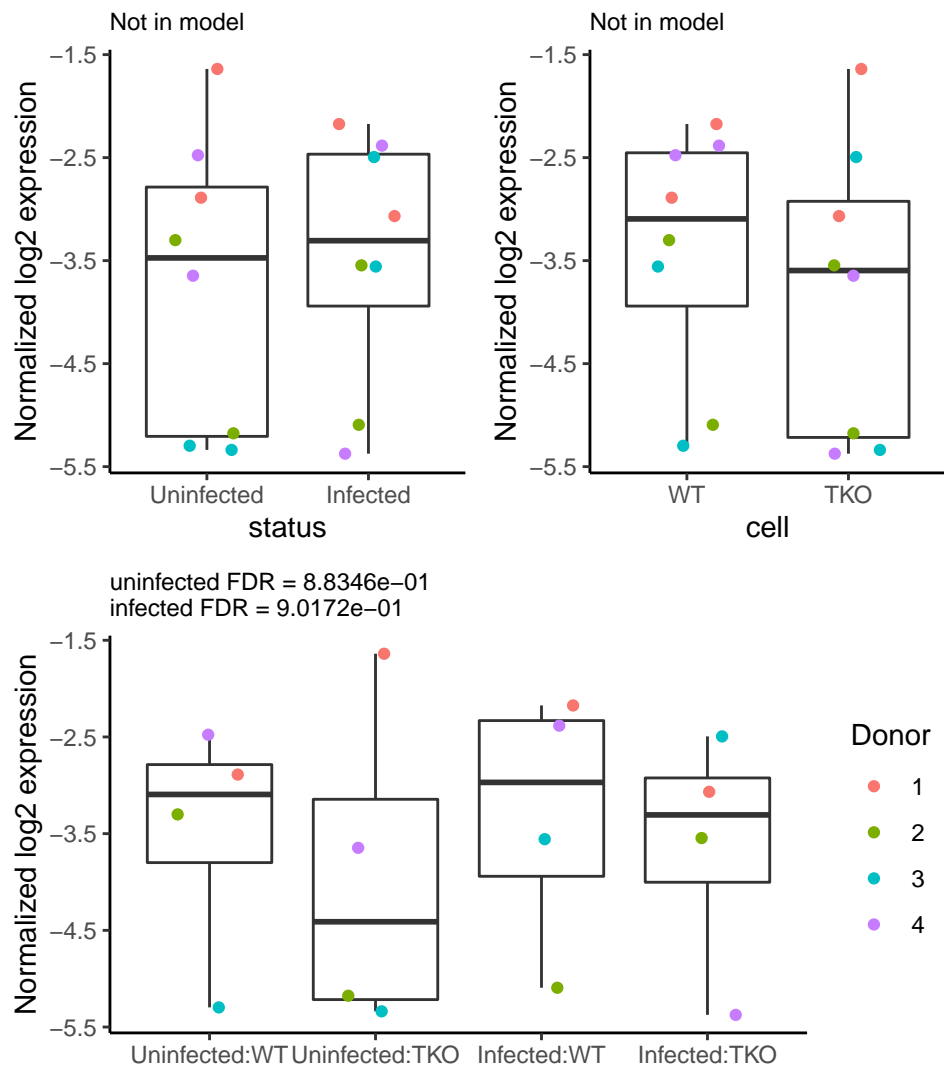 Not in model
Normalized log2 expression
−1.5
−2.5
−3.5
−4.5
−5.5
Uninfected
Infected
status
Not in model
Normalized log2 expression
−1.5
−2.5
−3.5
−4.5
−5.5
WT
TKO
cell
uninfected FDR = 8.8346e−01
infected FDR = 9.0172e−01
Normalized log2 expression
−1.5
−2.5
−3.5
−4.5
−5.5
Uninfected:WT
Uninfected:TKO
Infected:WT
Infected:TKO
Donor
1
2
3
4